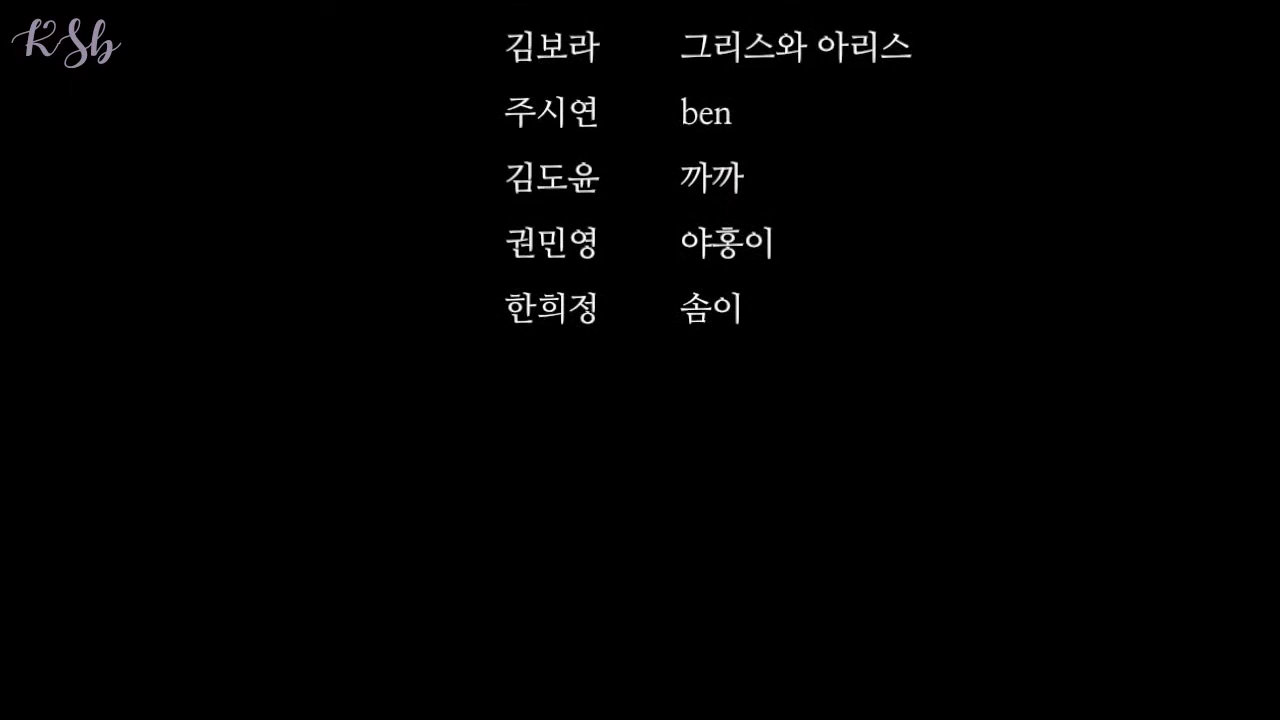 KSb
김보라 그리스와 아리스
주시연 ben
김도윤 까까
권민영 야홍이
한희정 솜이